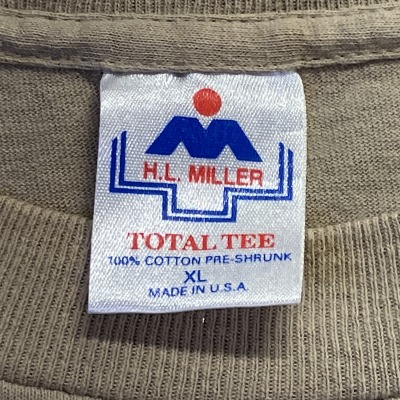 H.L. MILLER
TOTAL TEE
100% COTTON PRE-SHRUNK
XL
MADE IN U.S.A.